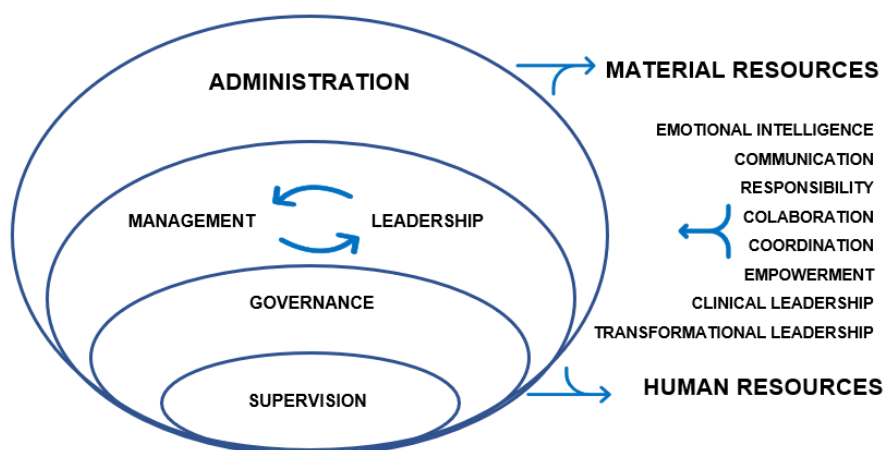 ADMINISTRATION
MANAGEMENT
LEADERSHIP
GOVERNANCE
SUPERVISION
MATERIAL RESOURCES
EMOTIONAL INTELLIGENCE
COMMUNICATION
RESPONSIBILITY
COLABORATION
COORDINATION
EMPOWERMENT
CLINICAL LEADERSHIP
TRANSFORMATIONAL LEADERSHIP
HUMAN RESOURCES